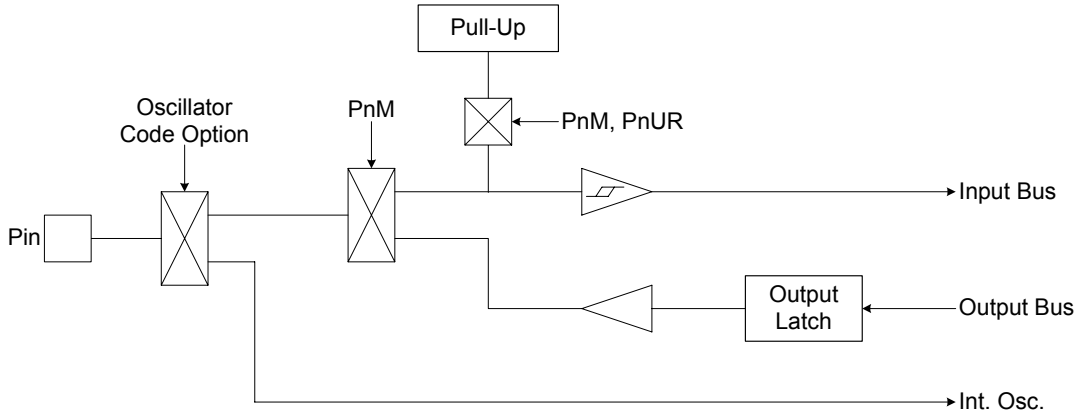 Pull-Up
Oscillator
Code Option
PnM
PnM, PnUR
Input Bus
Pin
Output
Latch
Output Bus
Int. Osc.